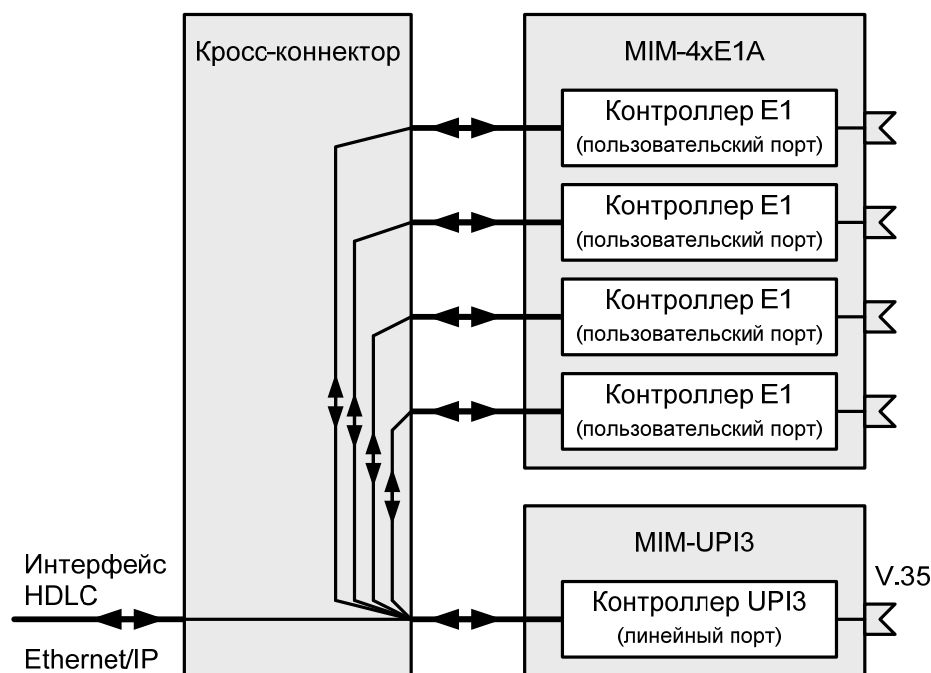 Кросс-коннектор
MIM-4xE1A
Контроллер E1
(пользовательский порт)
Контроллер E1
(пользовательский порт)
Контроллер E1
(пользовательский порт)
Контроллер E1
(пользовательский порт)
MIM-UPI3
Контроллер UPI3
(линейный порт)
V.35
Интерфейс
HDLC
Ethernet/IP